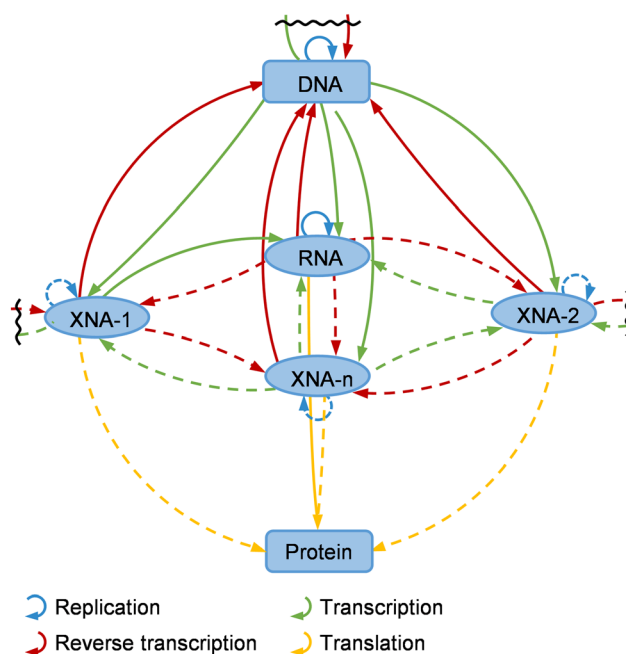 DNA
RNA
XNA-1
XNA-2
XNA-n
Protein
Replication
Transcription
Reverse transcription
Translation